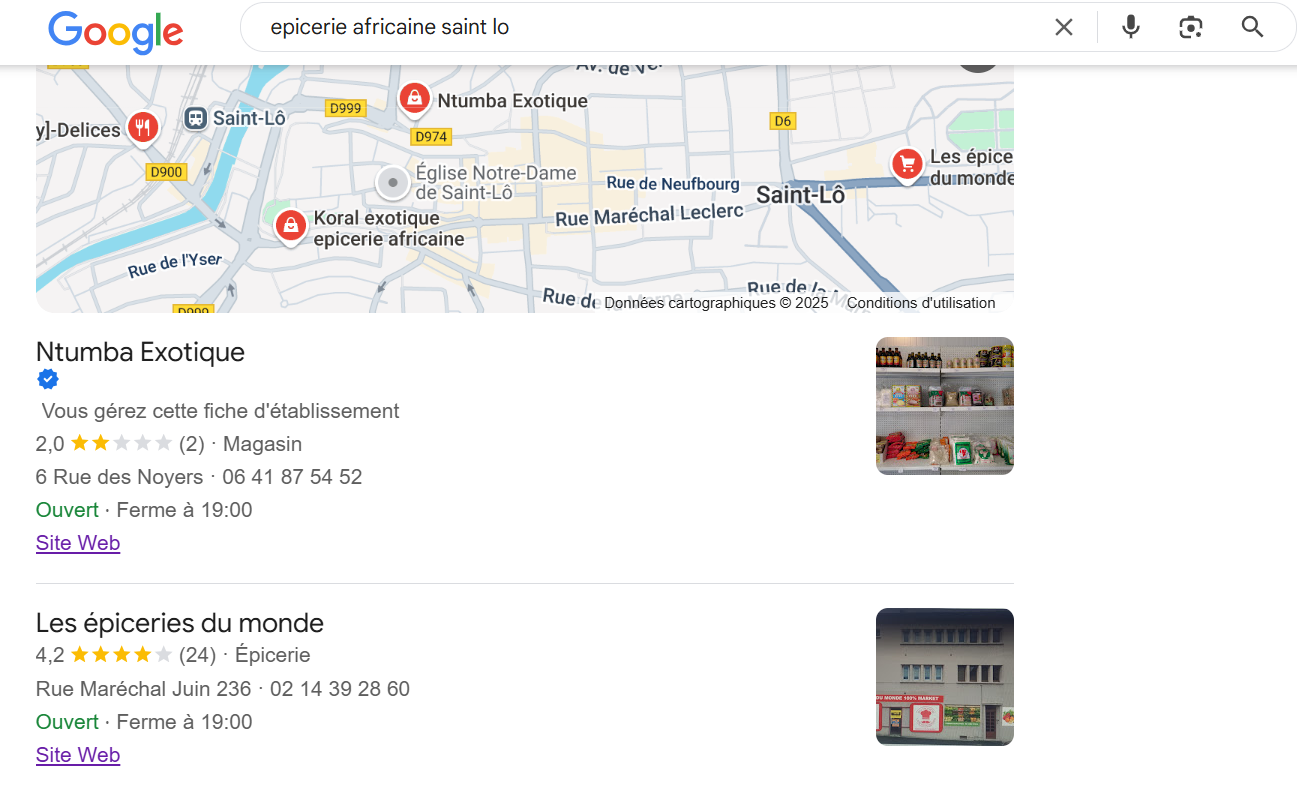 Google
epicerie africaine saint lo
Av. de Ve
Ntumba Exotique
D999
Saint-Lô
y]-Delices
D974
D6
D900
Église Notre-Dame
de Saint-Lô
Les épice
du monde
Rue de Neufbourg
Saint-Lô
Rue Maréchal Leclerc
Koral exotique
epicerie africaine
Rue de l'Yser
Rue de
Rue de la
D999
Données cartographiques © 2025
Conditions d'utilisation
Ntumba Exotique
Vous gérez cette fiche d'établissement
2,0 (2) · Magasin
6 Rue des Noyers · 06 41 87 54 52
Ouvert · Ferme à 19:00
Site Web
Les épiceries du monde
4,2 (24) · Épicerie
Rue Maréchal Juin 236 · 02 14 39 28 60
Ouvert · Ferme à 19:00
Site Web
DU MONDE 100% MARKET